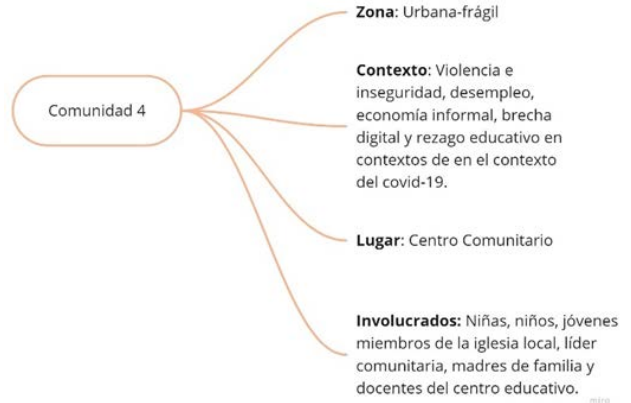 Comunidad 4
Zona: Urbana-frágil
Contexto: Violencia e
inseguridad, desempleo,
economía informal, brecha
digital y rezago educativo en
contextos de en el contexto
del covid-19.
Lugar: Centro Comunitario
Involucrados: Niñas, niños, jóvenes
miembros de la iglesia local, líder
comunitaria, madres de familia y
docentes del centro educativo.
miro